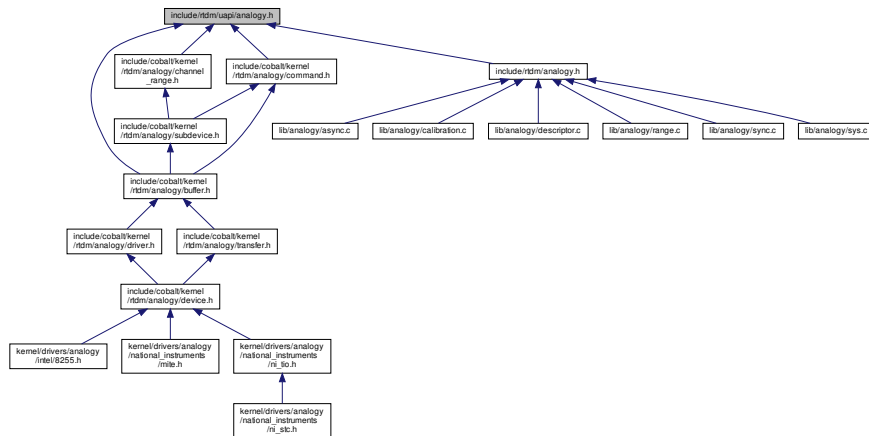 include/rtdm/uapi/analogy.h
include/cobalt/kernel
/rtdm/analogy/channel
_range.h
include/cobalt/kernel
/rtdm/analogy/command.h
include/rtdm/analogy.h
include/cobalt/kernel
/rtdm/analogy/subdevice.h
lib/analogy/async.c
lib/analogy/calibration.c
lib/analogy/descriptor.c
lib/analogy/range.c
lib/analogy/sync.c
lib/analogy/sys.c
include/cobalt/kernel
/rtdm/analogy/buffer.h
include/cobalt/kernel
/rtdm/analogy/driver.h
include/cobalt/kernel
/rtdm/analogy/transfer.h
include/cobalt/kernel
/rtdm/analogy/device.h
kernel/drivers/analogy
/intel/8255.h
kernel/drivers/analogy
/national_instruments
/mite.h
kernel/drivers/analogy
/national_instruments
/ni_tio.h
kernel/drivers/analogy
/national_instruments
/ni_stc.h